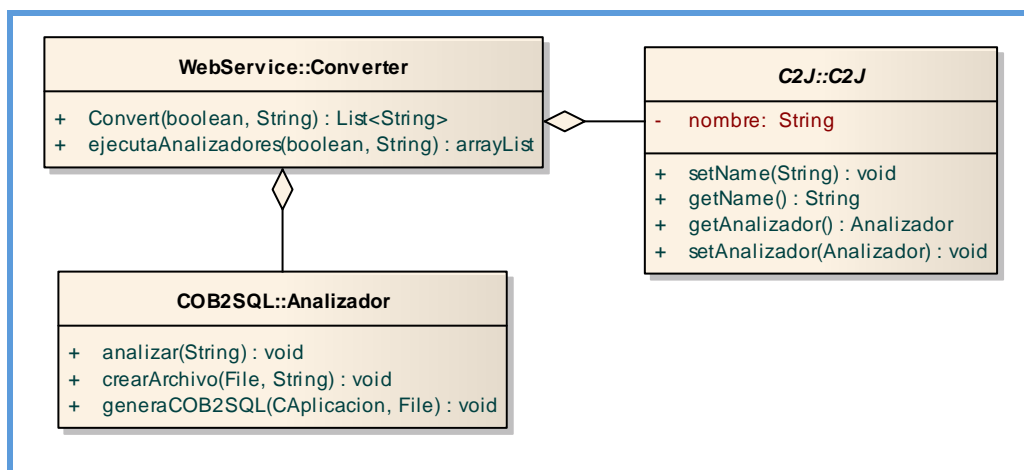 WebService::Converter
+ Convert(boolean, String) : List<String>
+ ejecutaAnalizadores(boolean, String) : arrayList
C2J::C2J
- nombre: String
+ setName(String) : void
+ getName() : String
+ getAnalizador() : Analizador
+ setAnalizador(Analizador) : void
COB2SQL::Analizador
+ analizar(String) : void
+ crearArchivo(File, String) : void
+ generaCOB2SQL(CAplicacion, File) : void